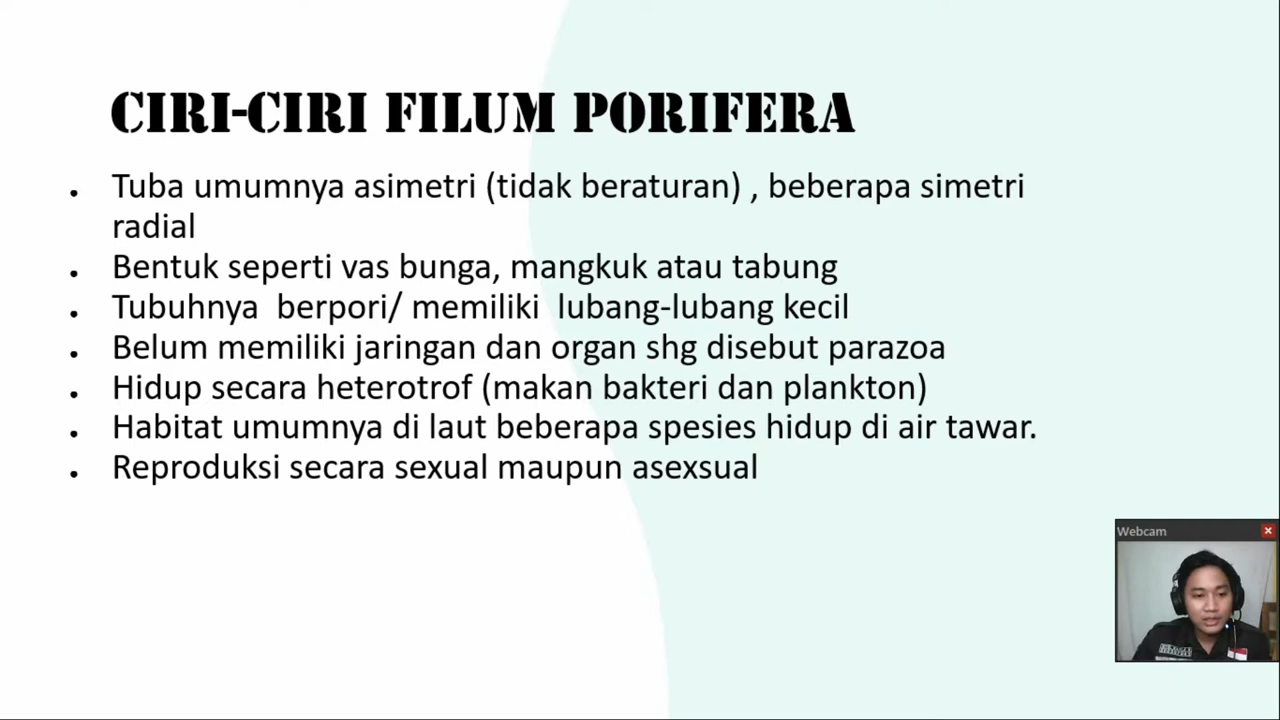 CIRI-CIRI FILUM PORIFERA
• Tuba umumnya asimetri (tidak beraturan) , beberapa simetri
radial
• Bentuk seperti vas bunga, mangkuk atau tabung
• Tubuhnya  berpori/ memiliki  lubang-lubang kecil
• Belum memiliki jaringan dan organ shg disebut parazoa
• Hidup secara heterotrof (makan bakteri dan plankton)
• Habitat umumnya di laut beberapa spesies hidup di air tawar.
• Reproduksi secara sexual maupun asexsual
Webcam